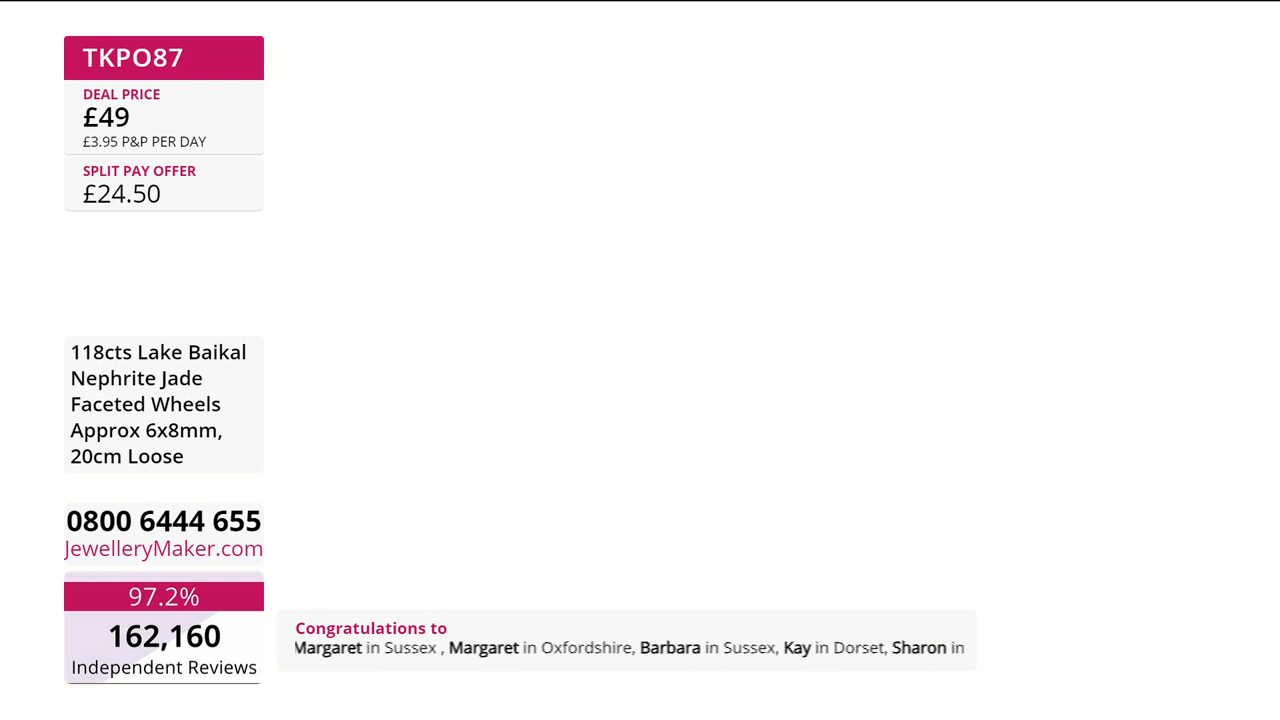 TKPO87
DEAL PRICE
£49
£3.95 P&P PER DAY
SPLIT PAY OFFER
£24.50
118cts Lake Baikal
Nephrite Jade
Faceted Wheels
Approx 6x8mm,
20cm Loose
0800 6444 655
JewelleryMaker.com
97.2%
162,160
Independent Reviews
Congratulations to
Margaret in Sussex , Margaret in Oxfordshire, Barbara in Sussex, Kay in Dorset, Sharon in